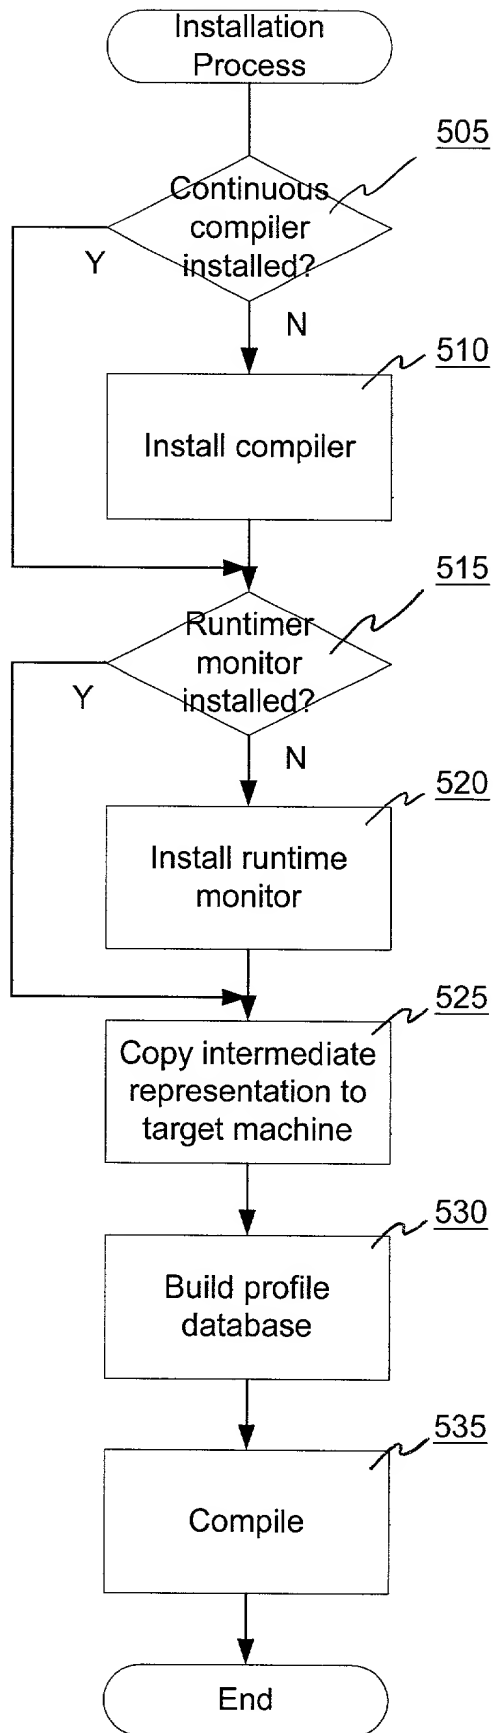 Installation
Process
505
Continuous
compiler
installed?
Y
N
510
Install compiler
515
Runtimer
monitor
installed?
Y
N
520
Install runtime
monitor
525
Copy intermediate
representation to
target machine
530
Build profile
database
535
Compile
End